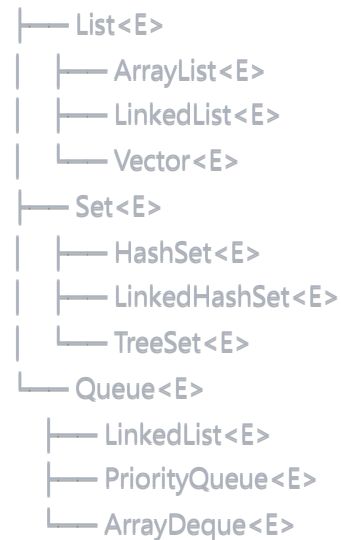 ├── List<E>
│   ├── ArrayList<E>
│   ├── LinkedList<E>
│   └── Vector<E>
├── Set<E>
│   ├── HashSet<E>
│   ├── LinkedHashSet<E>
│   └── TreeSet<E>
└── Queue<E>
    ├── LinkedList<E>
    ├── PriorityQueue<E>
    └── ArrayDeque<E>